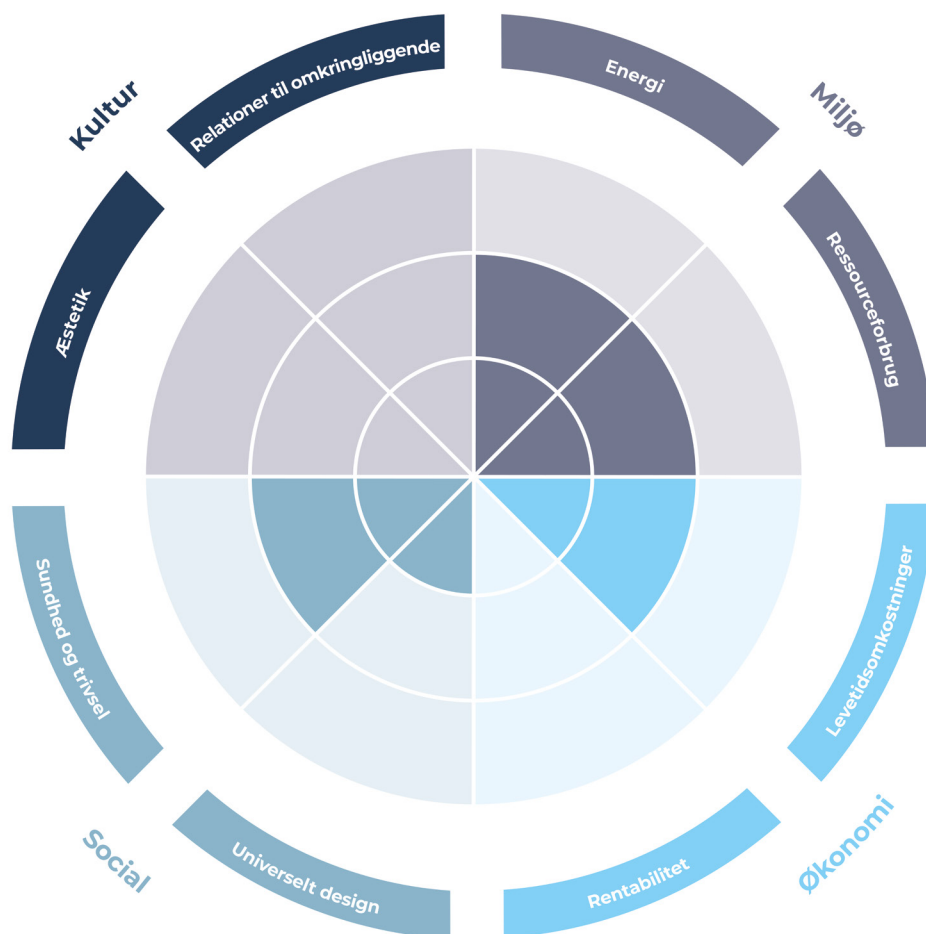 Kultur
Relationer til omkringliggende
Energi
Miljø
Æstetik
Ressourceforbrug
Sundhed og trivsel
Levetidsomkostninger
Social
Universelt design
Rentabilitet
Økonomi